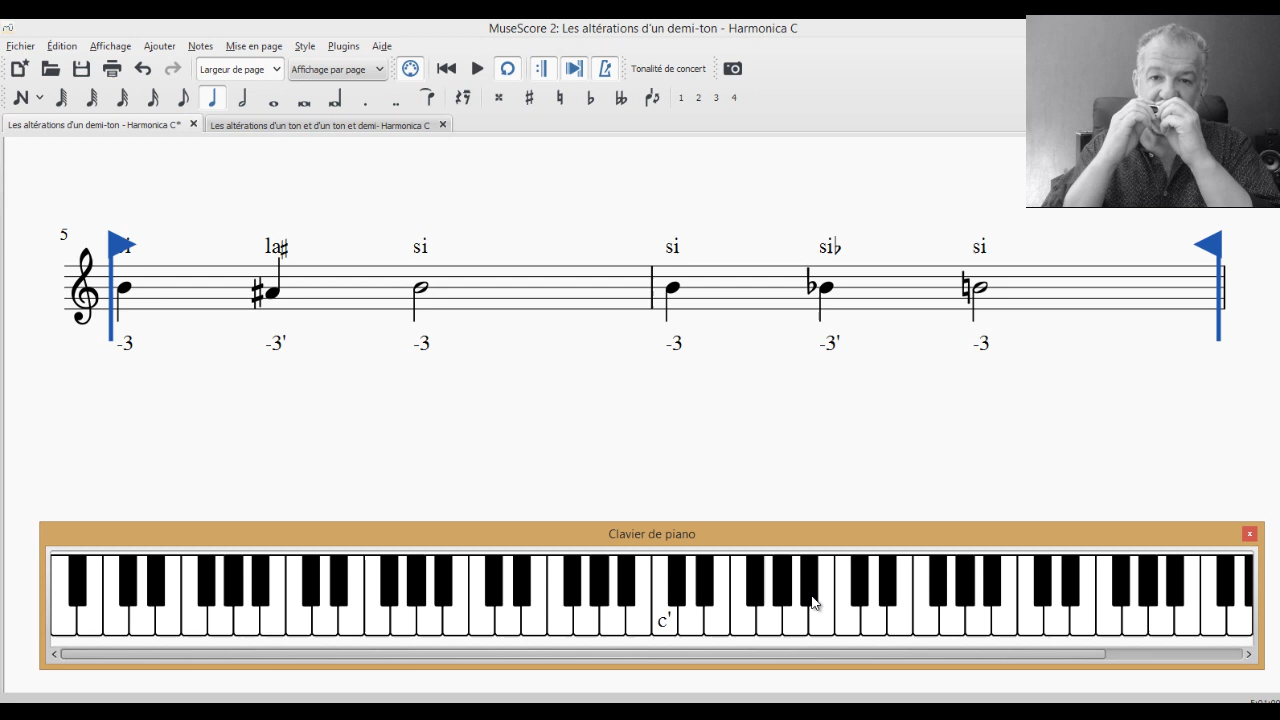 MuseScore 2: Les altérations d'un demi-ton - Harmonica C
Fichier Édition Affichage Ajouter Notes Mise en page Style Plugins Aide
Largeur de page Affichage par page Tonalité de concert
1 2 3 4
Les altérations d'un demi-ton - Harmonica C* Les altérations d'un ton et d'un ton et demi- Harmonica C
5
si la♯ si si si♭ si
-3 -3' -3 -3 -3' -3
Clavier de piano
c'